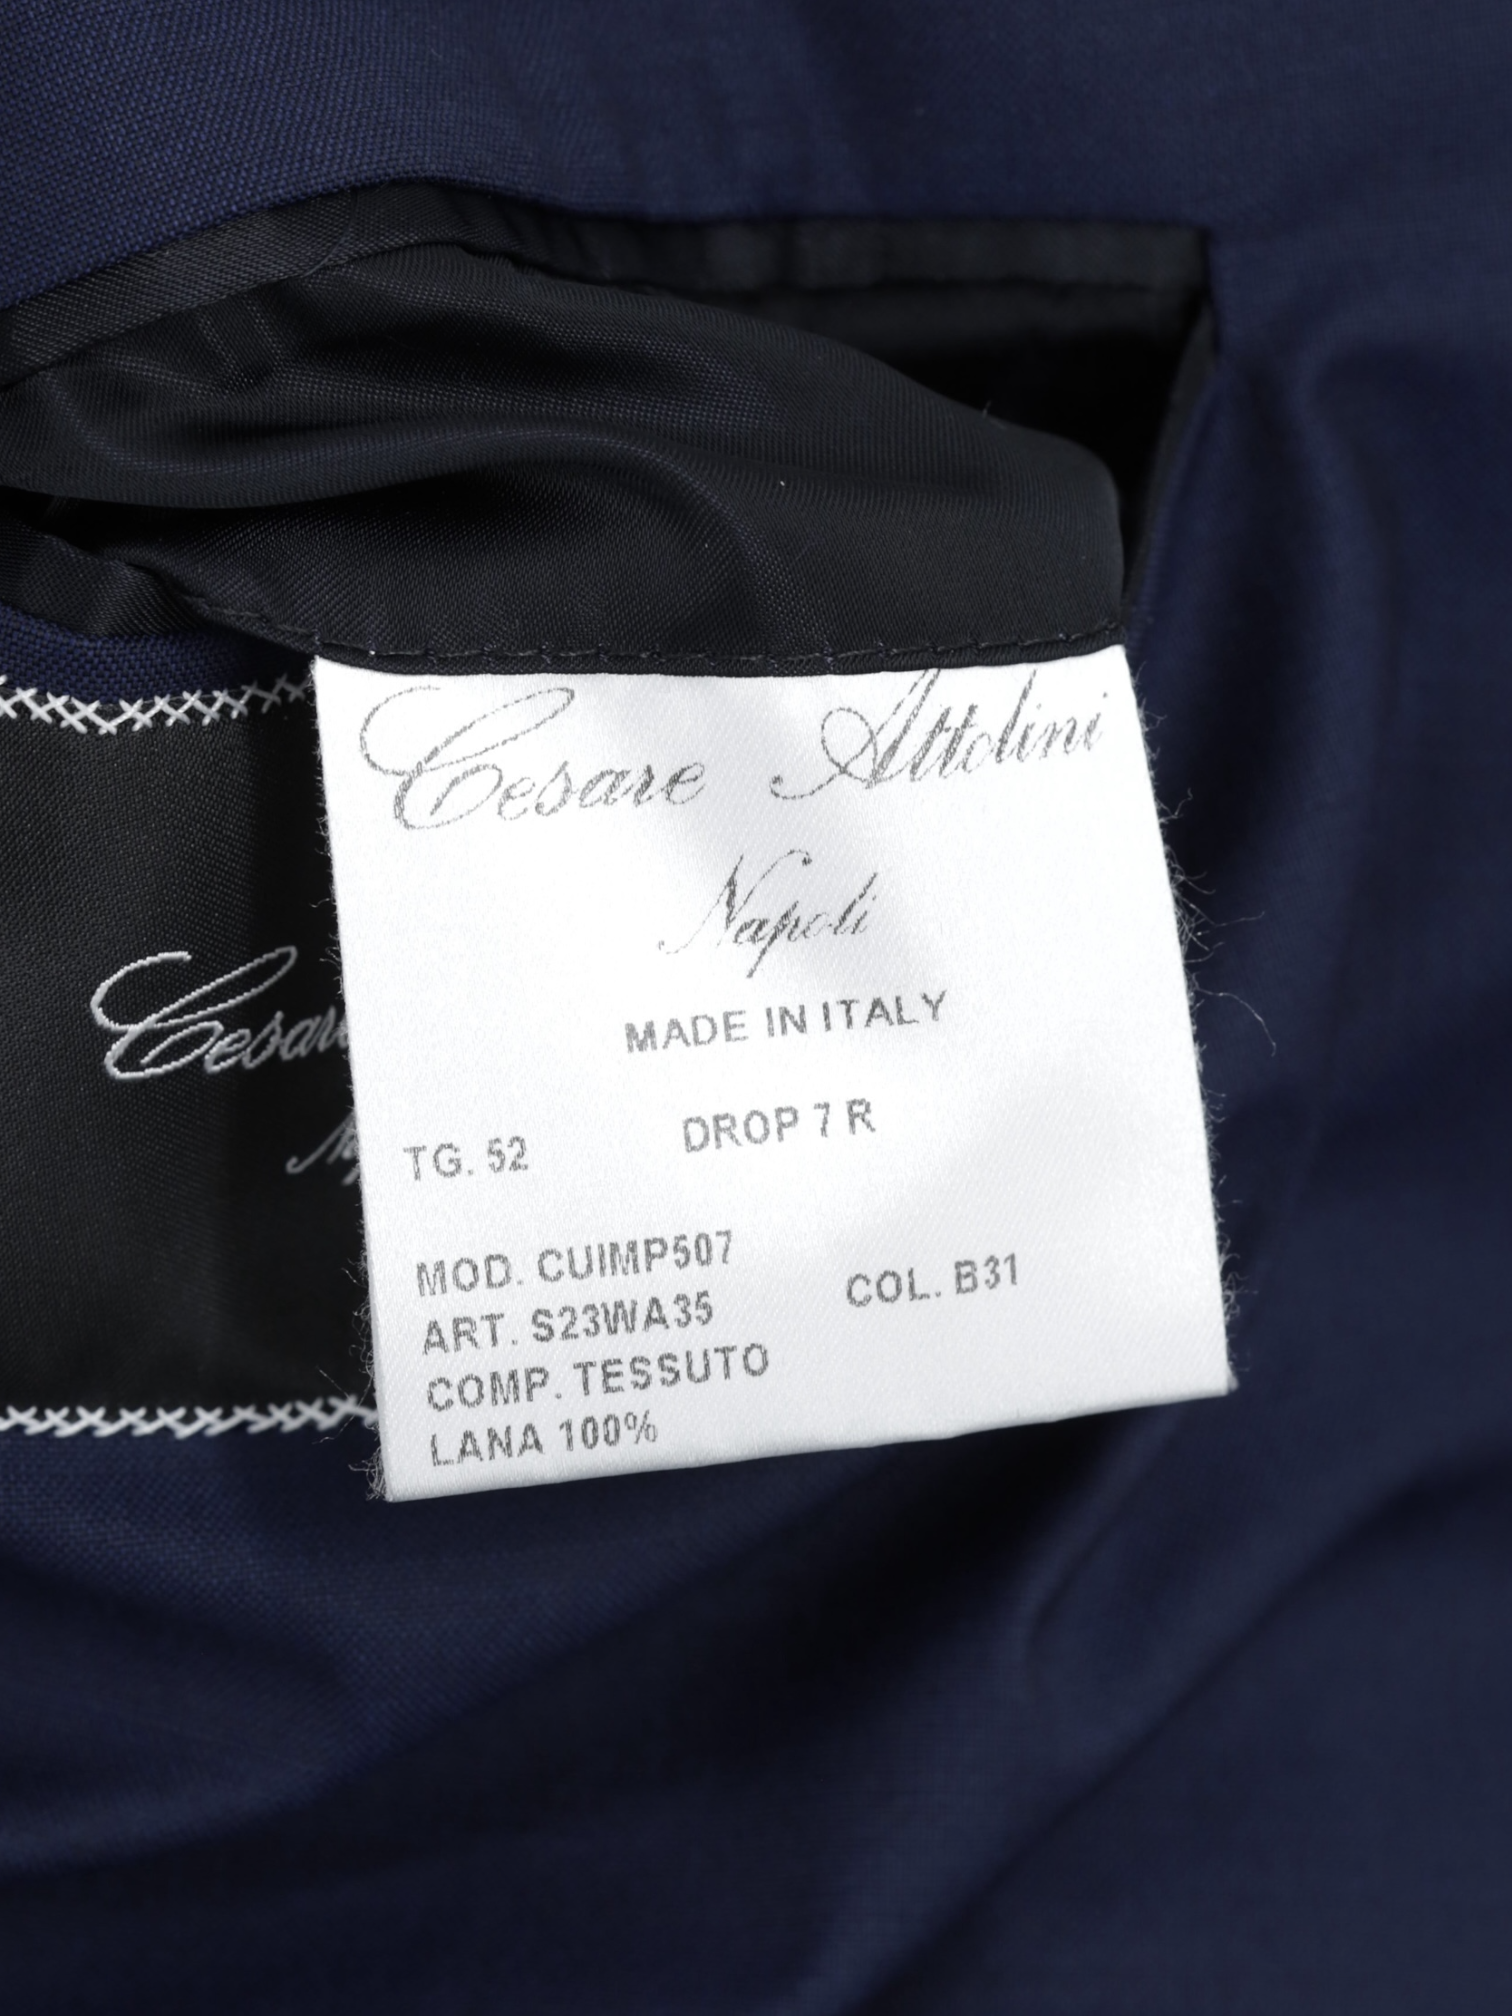 Cesare Attolini
Napoli
MADE IN ITALY
TG. 52 DROP 7 R
MOD. CUIMP507
ART. S23WA35 COL. B31
COMP. TESSUTO
LANA 100%
Cesare